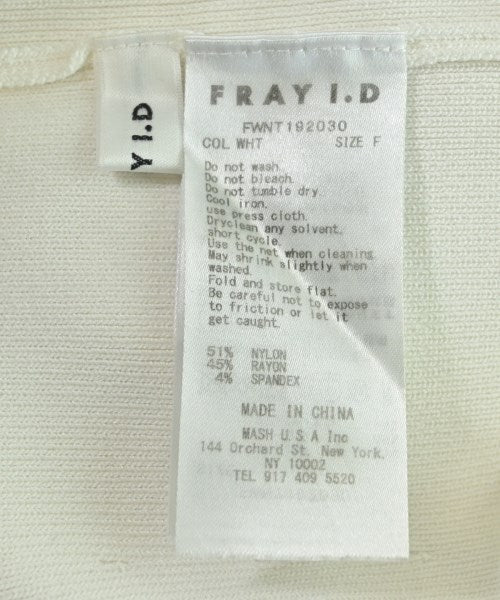 Y I.D
FRAY I.D
FWNT192030
COL WHT SIZE F
Do not wash.
Do not bleach.
Do not tumble dry.
Cool iron.
use press cloth.
Dryclean any solvent.
short cycle.
Use the net when cleaning
May shrink slightly when
washed.
Fold and store flat.
Be careful not to expose
to friction or let it
get caught.
51% NYLON
45% RAYON
4% SPANDEX
MADE IN CHINA
MASH U.S.A Inc
144 Orchard St. New York.
NY 10002
TEL 917 409 5520